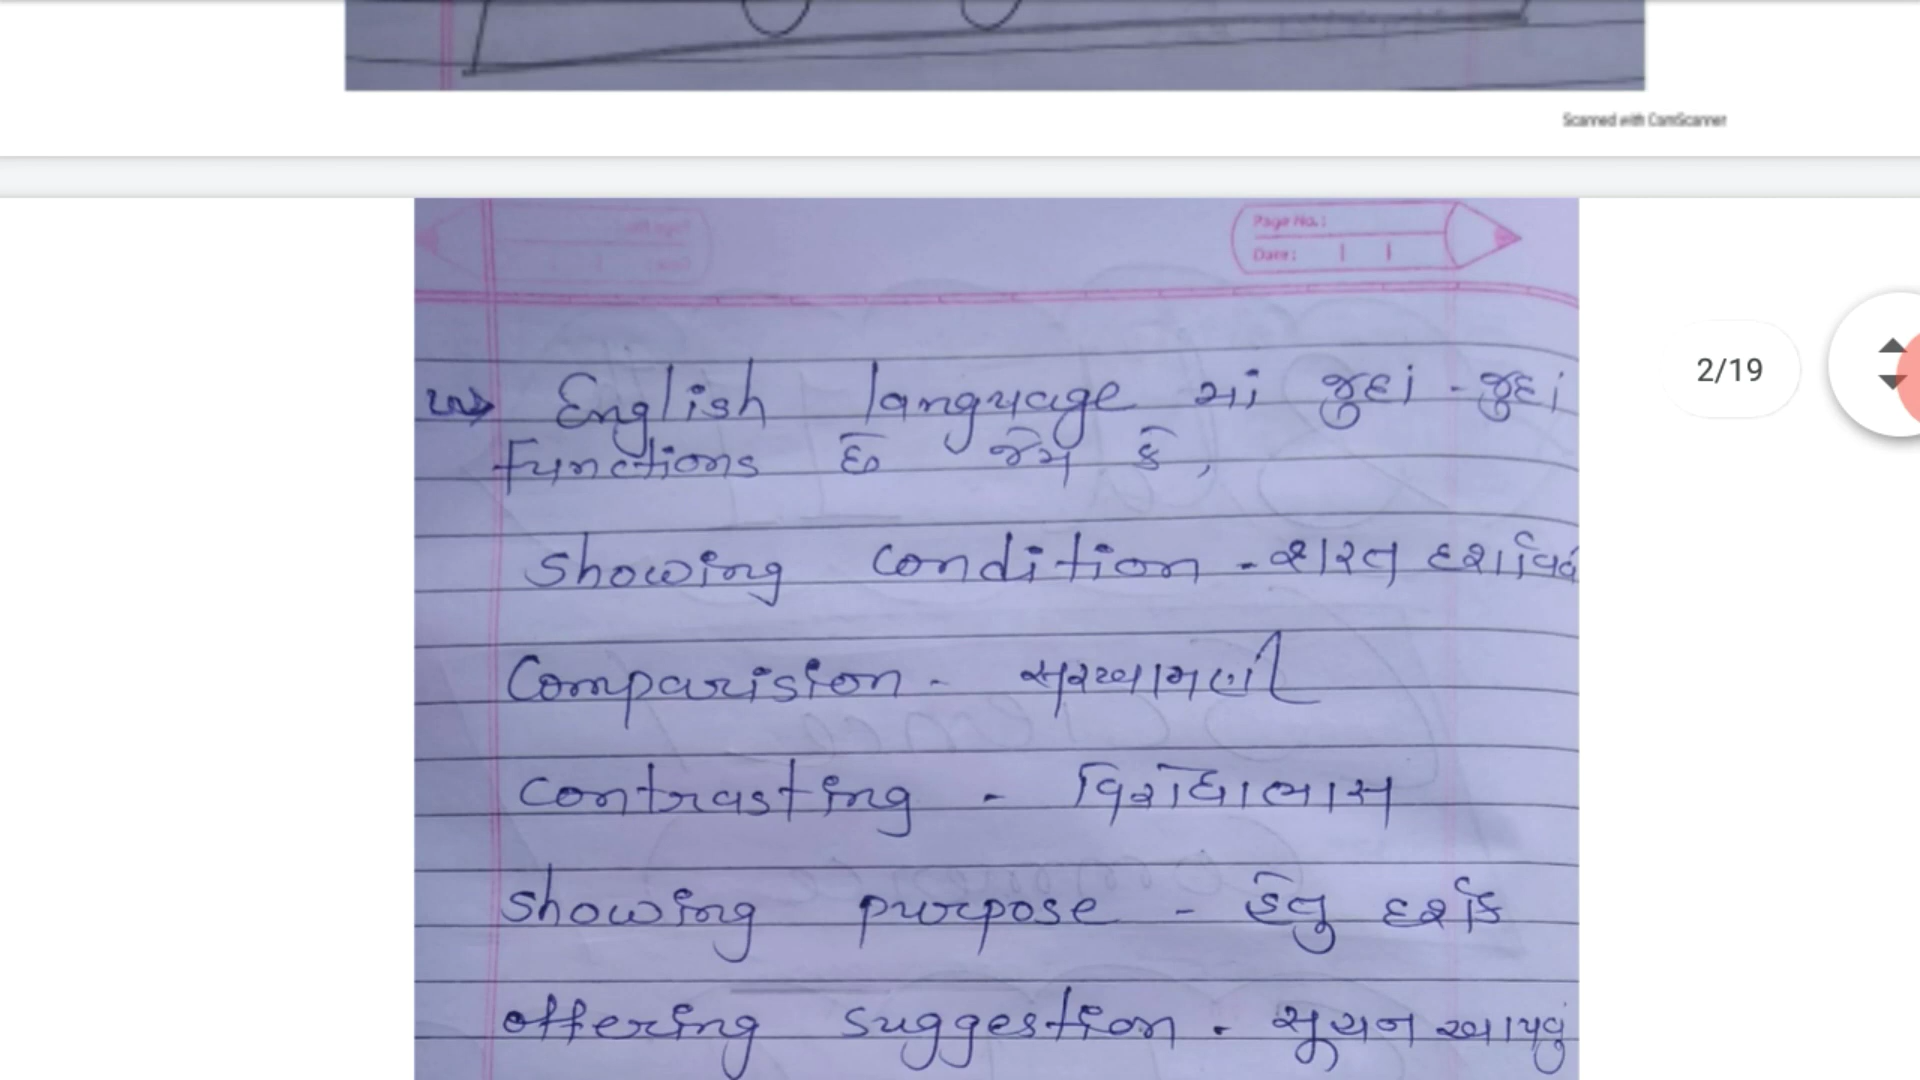 Scanned with CamScanner
Page No.:
Date:
English language માં જુદાં - જુદાં
Functions છે જેમ કે,
Showing condition - શરત દર્શાવવું
Comparision - સરખામણી
contrasting - વિરોધાભાસ
showing purpose - હેતુ દર્શક
offering suggestion - સૂચન આપવું
2/19